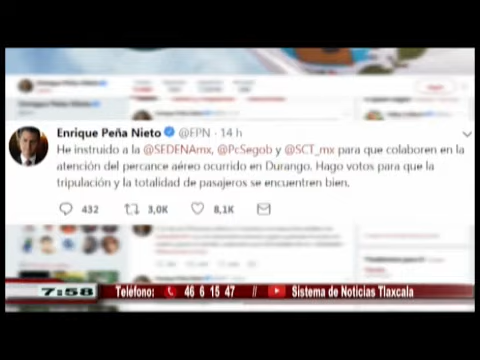 Enrique Peña Nieto @EPN · 14 h
He instruido a la @SEDENAmx, @PcSegob y @SCT_mx para que colaboren en la
atención del percance aéreo ocurrido en Durango. Hago votos para que la
tripulación y la totalidad de pasajeros se encuentren bien.
432 3,0K 8,1K
7:58 Teléfono: 46 6 15 47 // Sistema de Noticias Tlaxcala